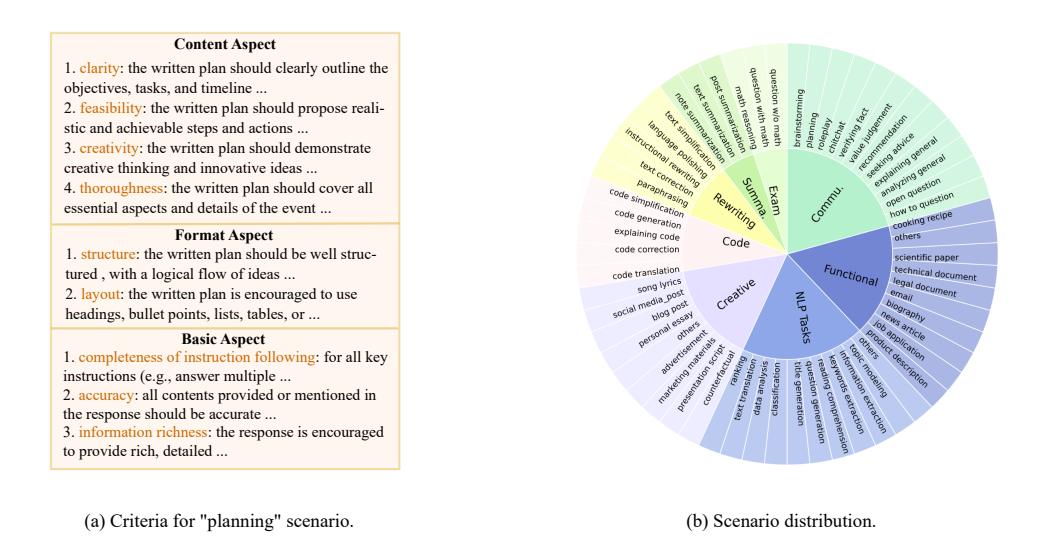 Content Aspect
1. clarity: the written plan should clearly outline the
objectives, tasks, and timeline ...
2. feasibility: the written plan should propose reali-
stic and achievable steps and actions ...
3. creativity: the written plan should demonstrate
creative thinking and innovative ideas ...
4. thoroughness: the written plan should cover all
essential aspects and details of the event ...
Format Aspect
1. structure: the written plan should be well struc-
tured , with a logical flow of ideas ...
2. layout: the written plan is encouraged to use
headings, bullet points, lists, tables, or ...
Basic Aspect
1. completeness of instruction following: for all key
instructions (e.g., answer multiple ...
2. accuracy: all contents provided or mentioned in
the response should be accurate ...
3. information richness: the response is encouraged
to provide rich, detailed ...
(a) Criteria for "planning" scenario.
Commu.
brainstorming
planning
roleplay
chitchat
verifying fact
value judgement
recommendation
seeking advice
explaining general
analyzing general
open question
how to question
Functional
cooking recipe
others
scientific paper
technical document
legal document
email
biography
news article
job application
product description
NLP Tasks
others
topic modeling
information extraction
keywords extraction
reading comprehension
question generation
title generation
classification
data analysis
text translation
ranking
Creative
counterfactual
presentation script
marketing materials
advertisement
others
personal essay
blog post
social media_post
song lyrics
Code
code translation
code correction
explaining code
code generation
code simplification
Rewriting
paraphrasing
text correction
instructional rewriting
language polishing
text simplification
Summa.
note summarization
text summarization
post summarization
Exam
math reasoning
question with math
question w/o math
(b) Scenario distribution.